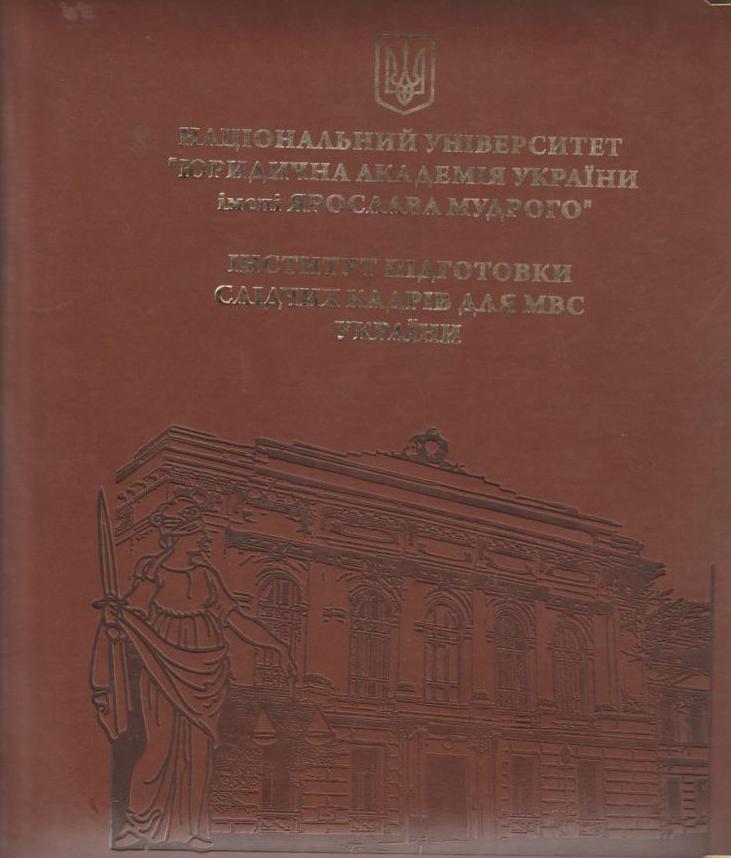 НАЦІОНАЛЬНИЙ УНІВЕРСИТЕТ
"ЮРИДИЧНА АКАДЕМІЯ УКРАЇНИ
імені ЯРОСЛАВА МУДРОГО"
ІНСТИТУТ ПІДГОТОВКИ
СЛІДЧИХ КАДРІВ ДЛЯ МВС
УКРАЇНИ